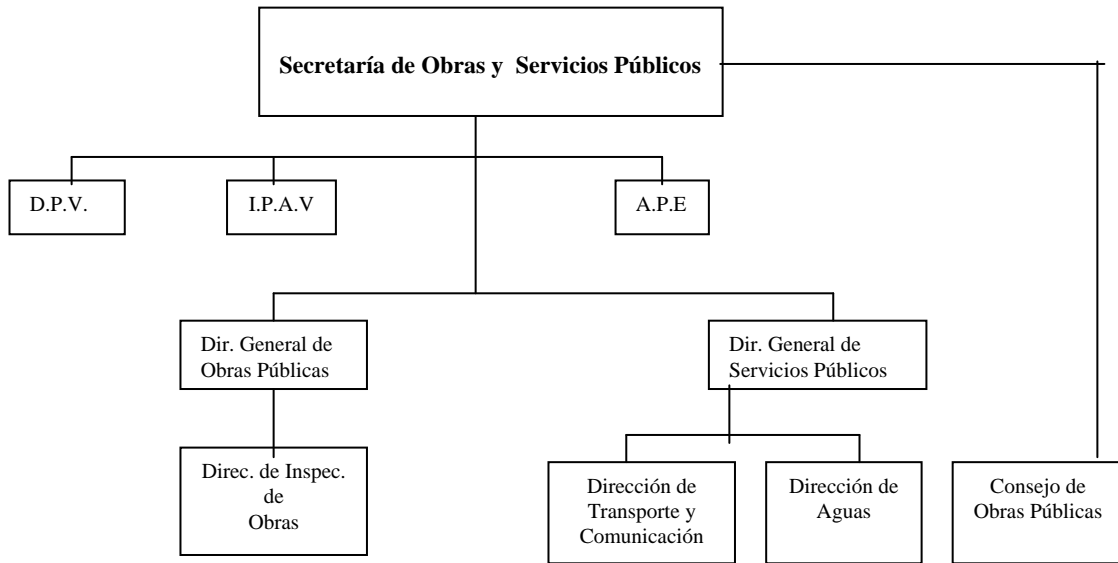 Secretaría de Obras y Servicios Públicos
D.P.V.
I.P.A.V
A.P.E
Dir. General de
Obras Públicas
Dir. General de
Servicios Públicos
Direc. de Inspec.
de
Obras
Dirección de
Transporte y
Comunicación
Dirección de
Aguas
Consejo de
Obras Públicas